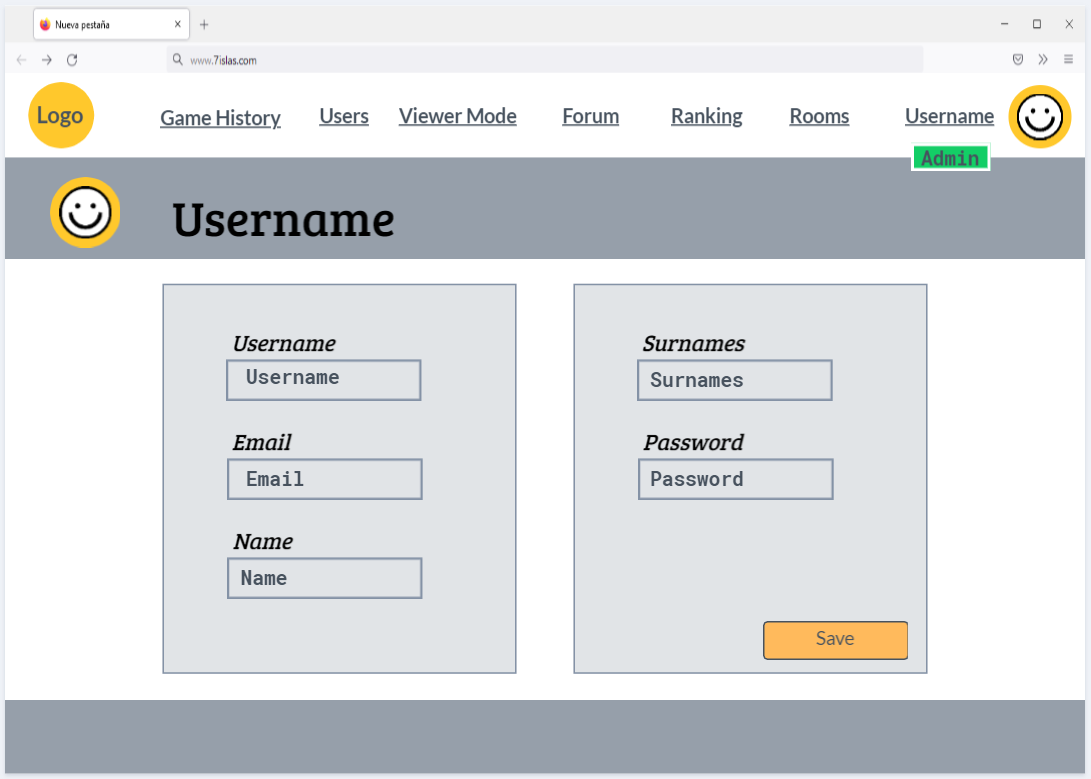 Nueva pestaña
www.7islas.com
Logo
Game History
Users
Viewer Mode
Forum
Ranking
Rooms
Username
Admin
Username
Username
Username
Email
Email
Name
Name
Surnames
Surnames
Password
Password
Save